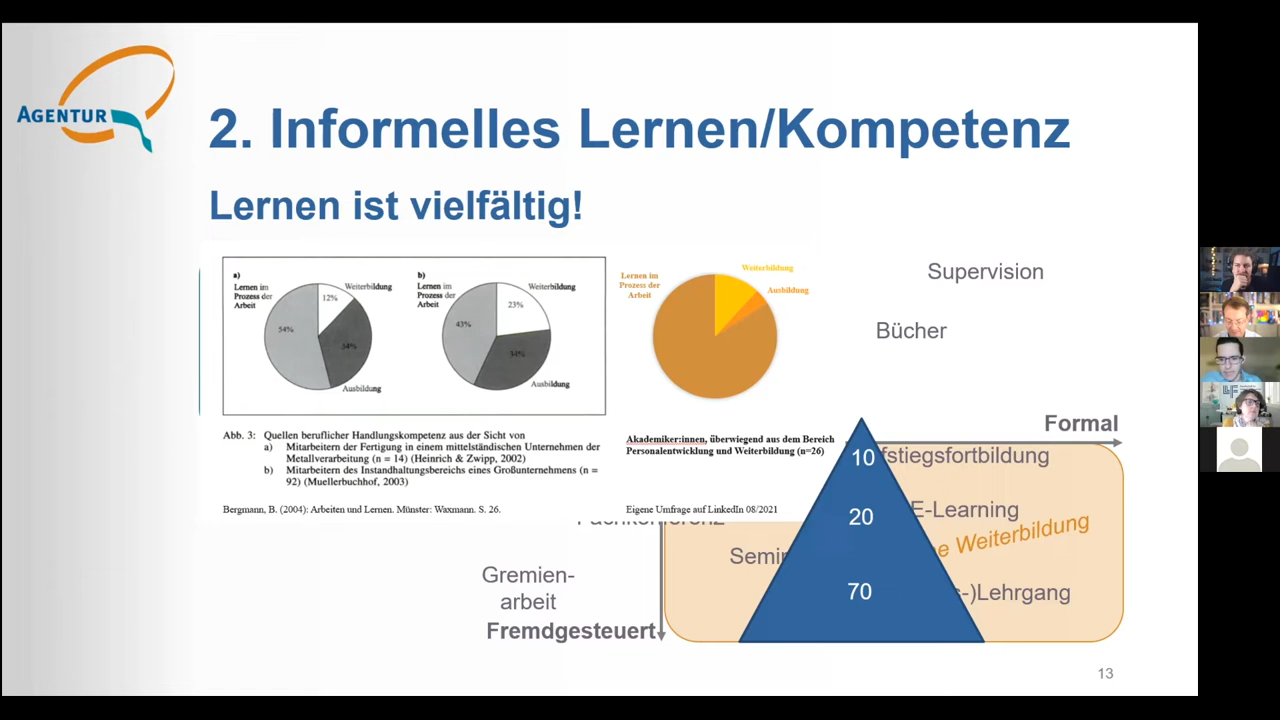 AGENTUR
2. Informelles Lernen/Kompetenz
Lernen ist vielfältig!
a)
Lernen im
Prozess der
Arbeit
Weiterbildung
12%
54%
34%
Ausbildung
b)
Lernen im
Prozess der
Arbeit
Weiterbildung
23%
43%
34%
Ausbildung
Lernen im
Prozess der
Arbeit
Weiterbildung
Ausbildung
Abb. 3: Quellen beruflicher Handlungskompetenz aus der Sicht von
a) Mitarbeitern der Fertigung in einem mittelständischen Unternehmen der
Metallverarbeitung (n = 14) (Heinrich & Zwipp, 2002)
b) Mitarbeitern des Instandhaltungsbereichs eines Großunternehmens (n =
92) (Muellerbuchhof, 2003)
Bergmann, B. (2004): Arbeiten und Lernen. Münster: Waxmann. S. 26.
Akademiker:innen, überwiegend aus dem Bereich
Personalentwicklung und Weiterbildung (n=26)
Eigene Umfrage auf LinkedIn 08/2021
Supervision
Bücher
Formal
fstiegsfortbildung
E-Learning
e Weiterbildung
-)Lehrgang
10
20
70
Fachkonferenz
Semin
Gremien-
arbeit
Fremdgesteuert
13